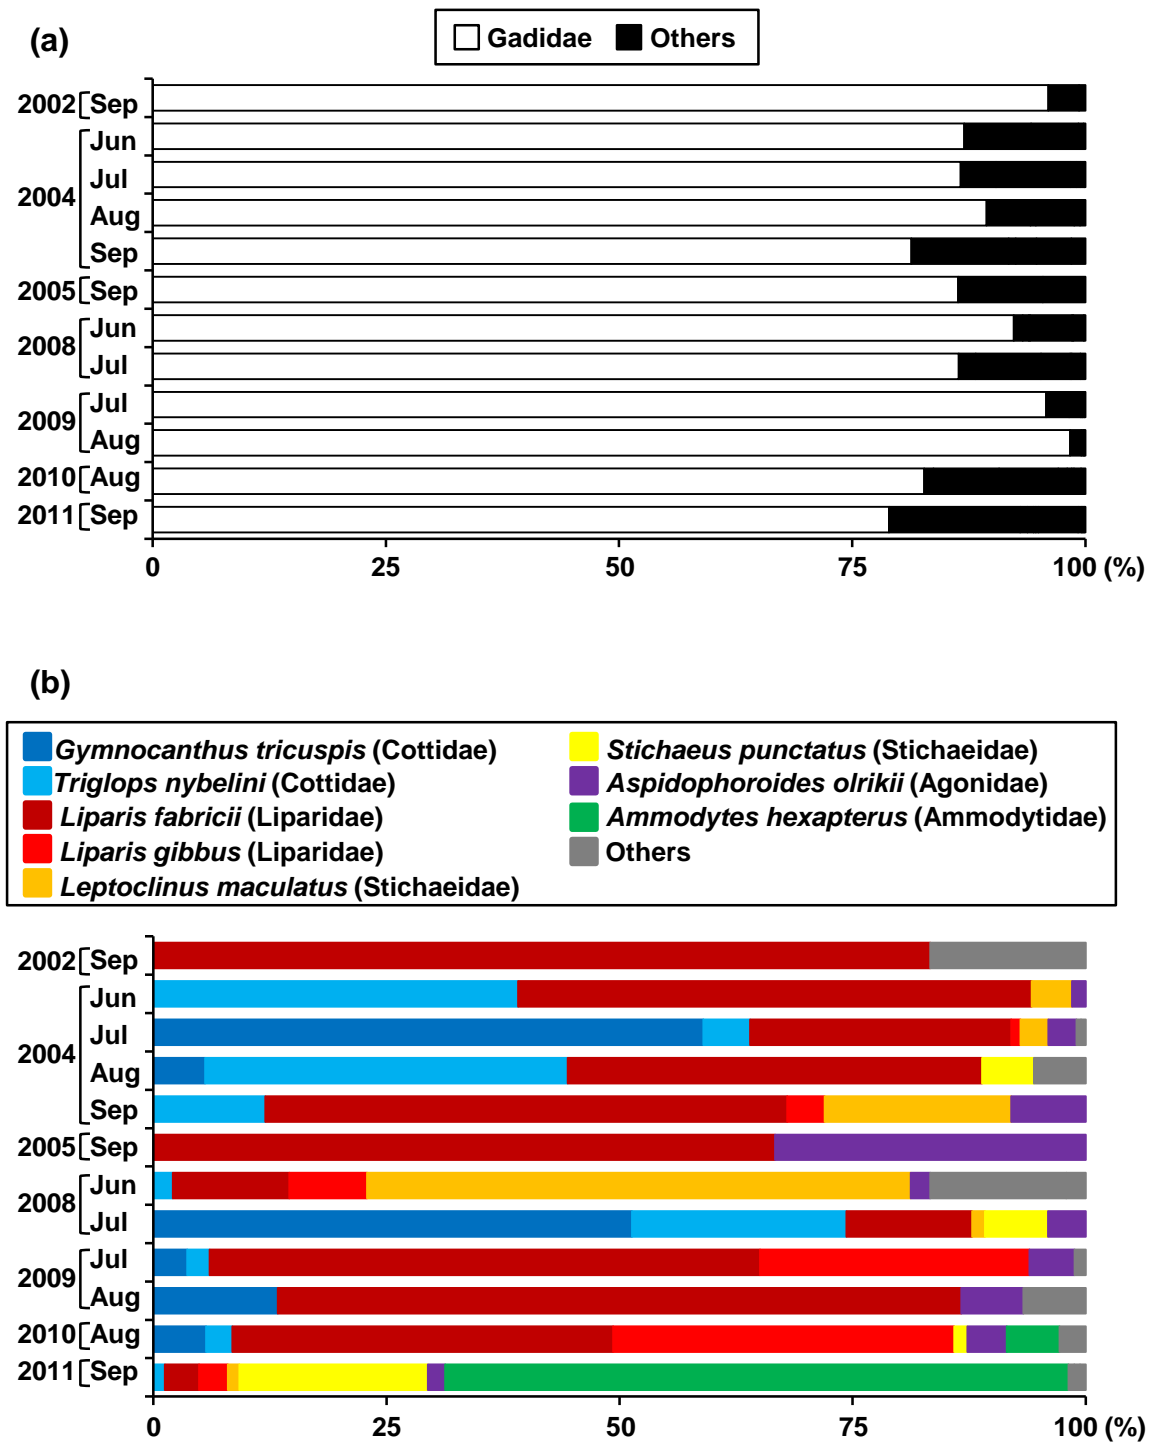 (a)
Gadidae Others
2002 Sep
Jun
Jul
2004
Aug
Sep
2005 Sep
Jun
2008
Jul
Jul
2009
Aug
2010 Aug
2011 Sep
0 25 50 75 100 (%)
(b)
Gymnocanthus tricuspis (Cottidae)
Triglops nybelini (Cottidae)
Liparis fabricii (Liparidae)
Liparis gibbus (Liparidae)
Leptoclinus maculatus (Stichaeidae)
Stichaeus punctatus (Stichaeidae)
Aspidophoroides olrikii (Agonidae)
Ammodytes hexapterus (Ammodytidae)
Others
2002 Sep
Jun
Jul
2004
Aug
Sep
2005 Sep
Jun
2008
Jul
Jul
2009
Aug
2010 Aug
2011 Sep
0 25 50 75 100 (%)